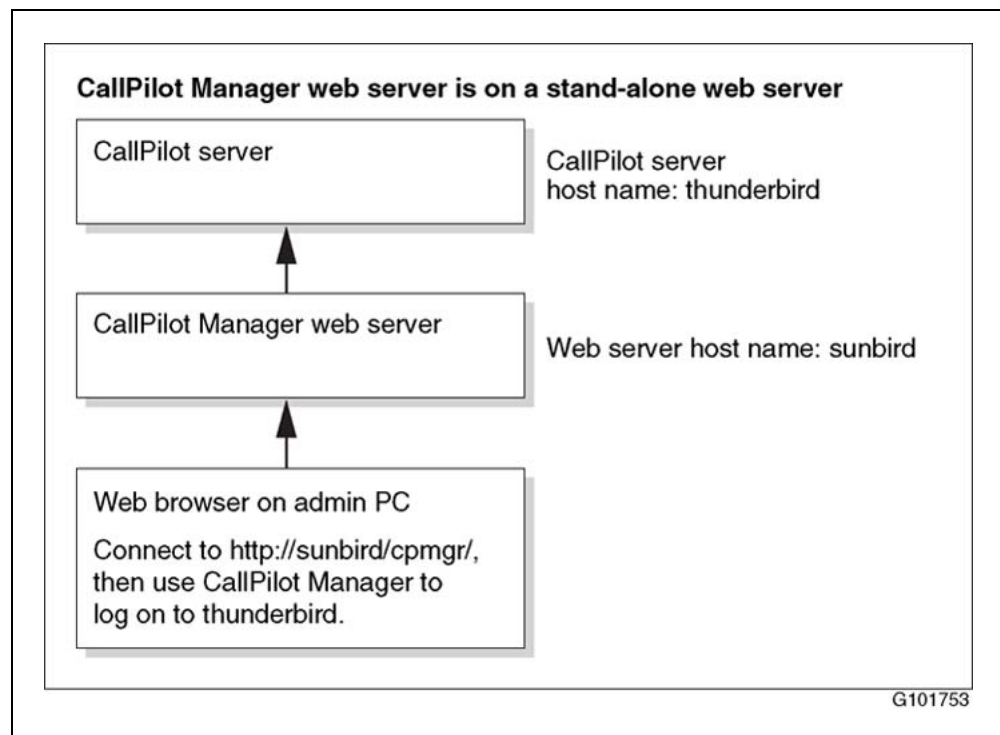 CallPilot Manager web server is on a stand-alone web server
CallPilot server
CallPilot server
host name: thunderbird
CallPilot Manager web server
Web server host name: sunbird
Web browser on admin PC
Connect to http://sunbird/cpmgr/,
then use CallPilot Manager to
log on to thunderbird.
G101753